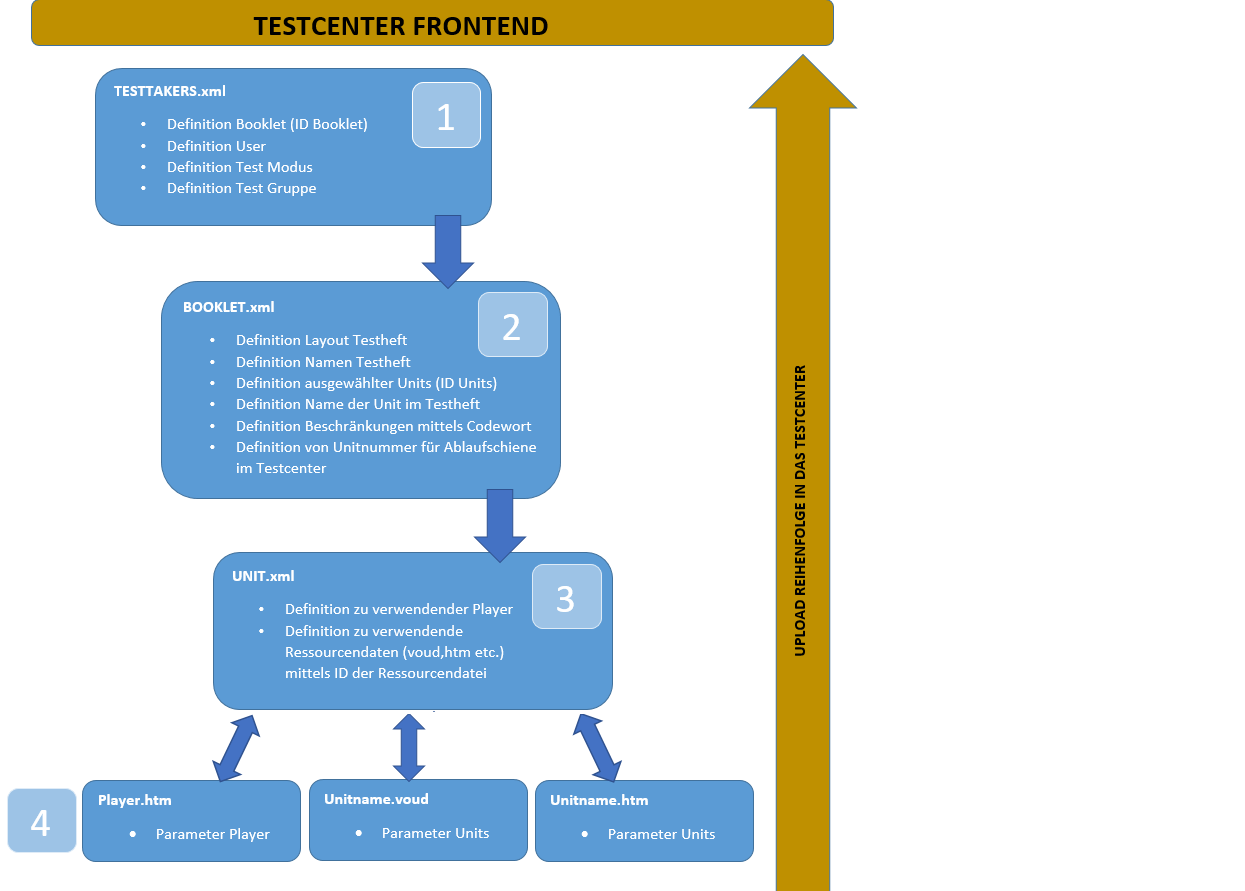 TESTCENTER FRONTEND
TESTTAKERS.xml
1
• Definition Booklet (ID Booklet)
• Definition User
• Definition Test Modus
• Definition Test Gruppe
BOOKLET.xml
2
• Definition Layout Testheft
• Definition Namen Testheft
• Definition ausgewählter Units (ID Units)
• Definition Name der Unit im Testheft
• Definition Beschränkungen mittels Codewort
• Definition von Unitnummer für Ablaufschiene
im Testcenter
UNIT.xml
3
• Definition zu verwendender Player
• Definition zu verwendende
Ressourcendaten (voud,htm etc.)
mittels ID der Ressourcendatei
4
Player.htm
• Parameter Player
Unitname.voud
• Parameter Units
Unitname.htm
• Parameter Units
UPLOAD REIHENFOLGE IN DAS TESTCENTER